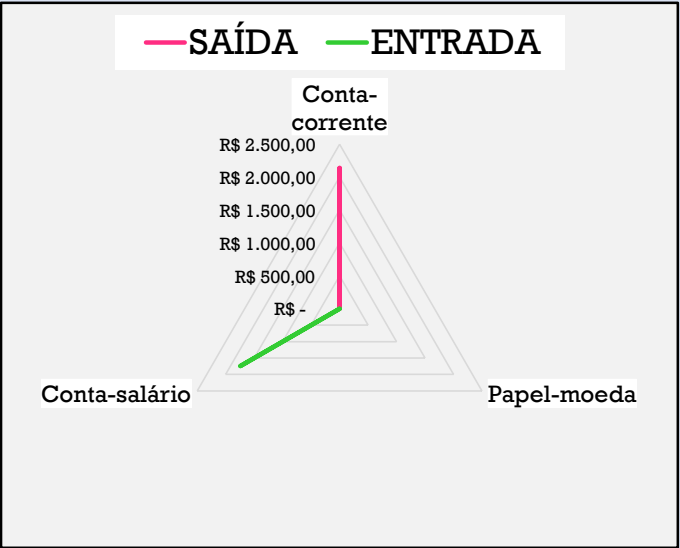 SAÍDA ENTRADA
Conta-
corrente
R$ 2.500,00
R$ 2.000,00
R$ 1.500,00
R$ 1.000,00
R$ 500,00
R$ -
Conta-salário
Papel-moeda